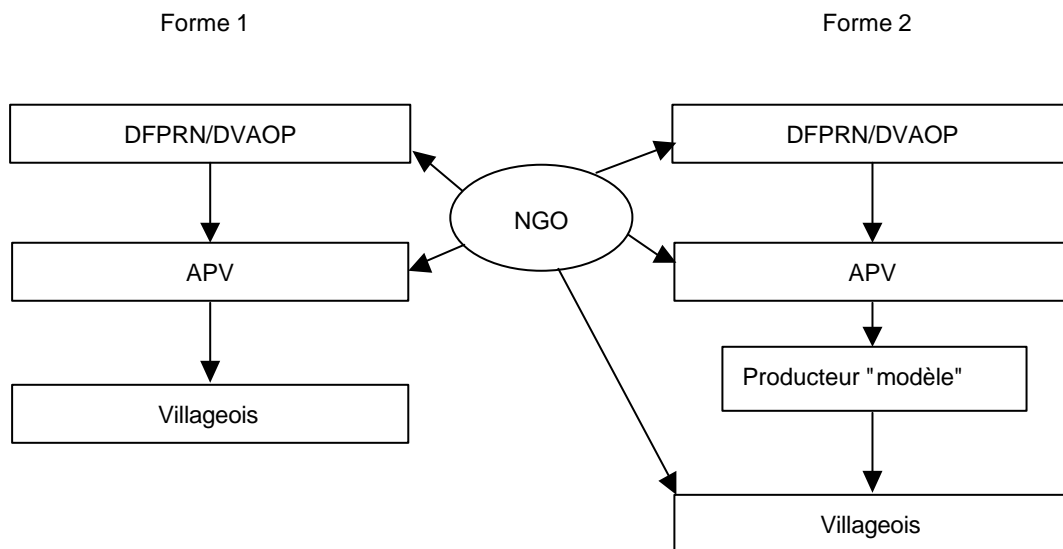 Forme 1
Forme 2
DFPRN/DVAOP
DFPRN/DVAOP
NGO
APV
APV
Producteur "modèle"
Villageois
Villageois